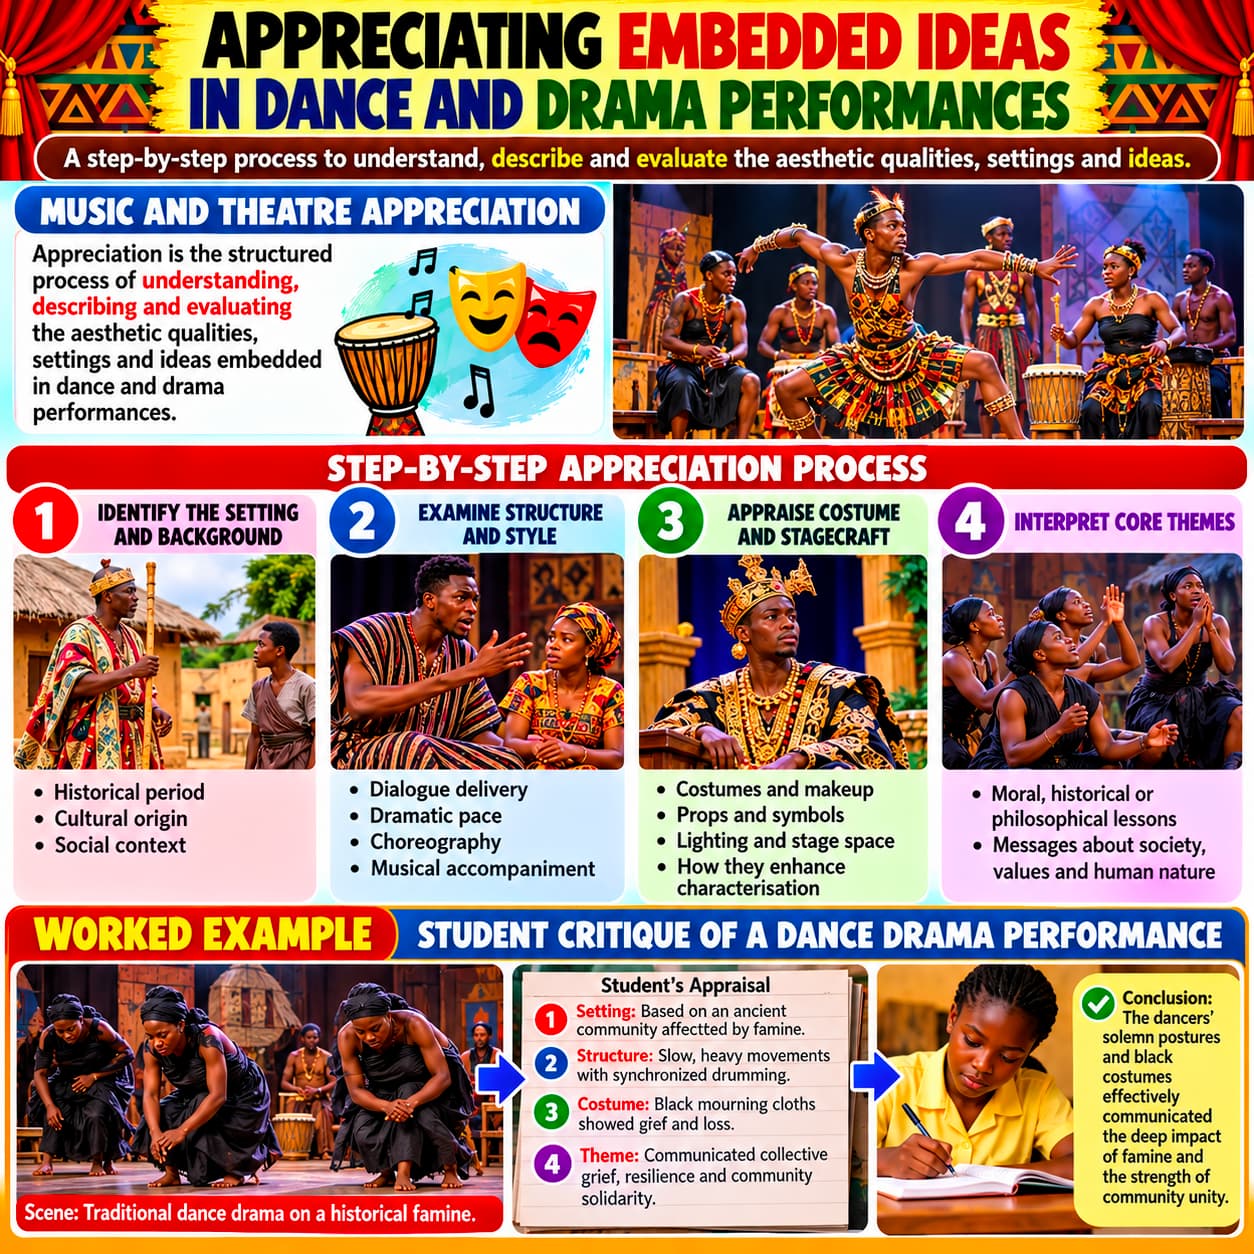 APPRECIATING EMBEDDED IDEAS
IN DANCE AND DRAMA PERFORMANCES
A step-by-step process to understand, describe and evaluate the aesthetic qualities, settings and ideas.
MUSIC AND THEATRE APPRECIATION
Appreciation is the structured
process of understanding,
describing and evaluating
the aesthetic qualities,
settings and ideas embedded
in dance and drama
performances.
STEP-BY-STEP APPRECIATION PROCESS
1 IDENTIFY THE SETTING
AND BACKGROUND
• Historical period
• Cultural origin
• Social context
2 EXAMINE STRUCTURE
AND STYLE
• Dialogue delivery
• Dramatic pace
• Choreography
• Musical accompaniment
3 APPRAISE COSTUME
AND STAGECRAFT
• Costumes and makeup
• Props and symbols
• Lighting and stage space
• How they enhance
characterisation
4 INTERPRET CORE THEMES
• Moral, historical or
philosophical lessons
• Messages about society,
values and human nature
WORKED EXAMPLE
STUDENT CRITIQUE OF A DANCE DRAMA PERFORMANCE
Scene: Traditional dance drama on a historical famine.
Student's Appraisal
1 Setting: Based on an ancient
community affectted by famine.
2 Structure: Slow, heavy movements
with synchronized drumming.
3 Costume: Black mourning cloths
showed grief and loss.
4 Theme: Communicated collective
grief, resilience and community
solidarity.
Conclusion:
The dancers'
solemn postures
and black
costumes
effectively
communicated
the deep impact
of famine and
the strength of
community unity.